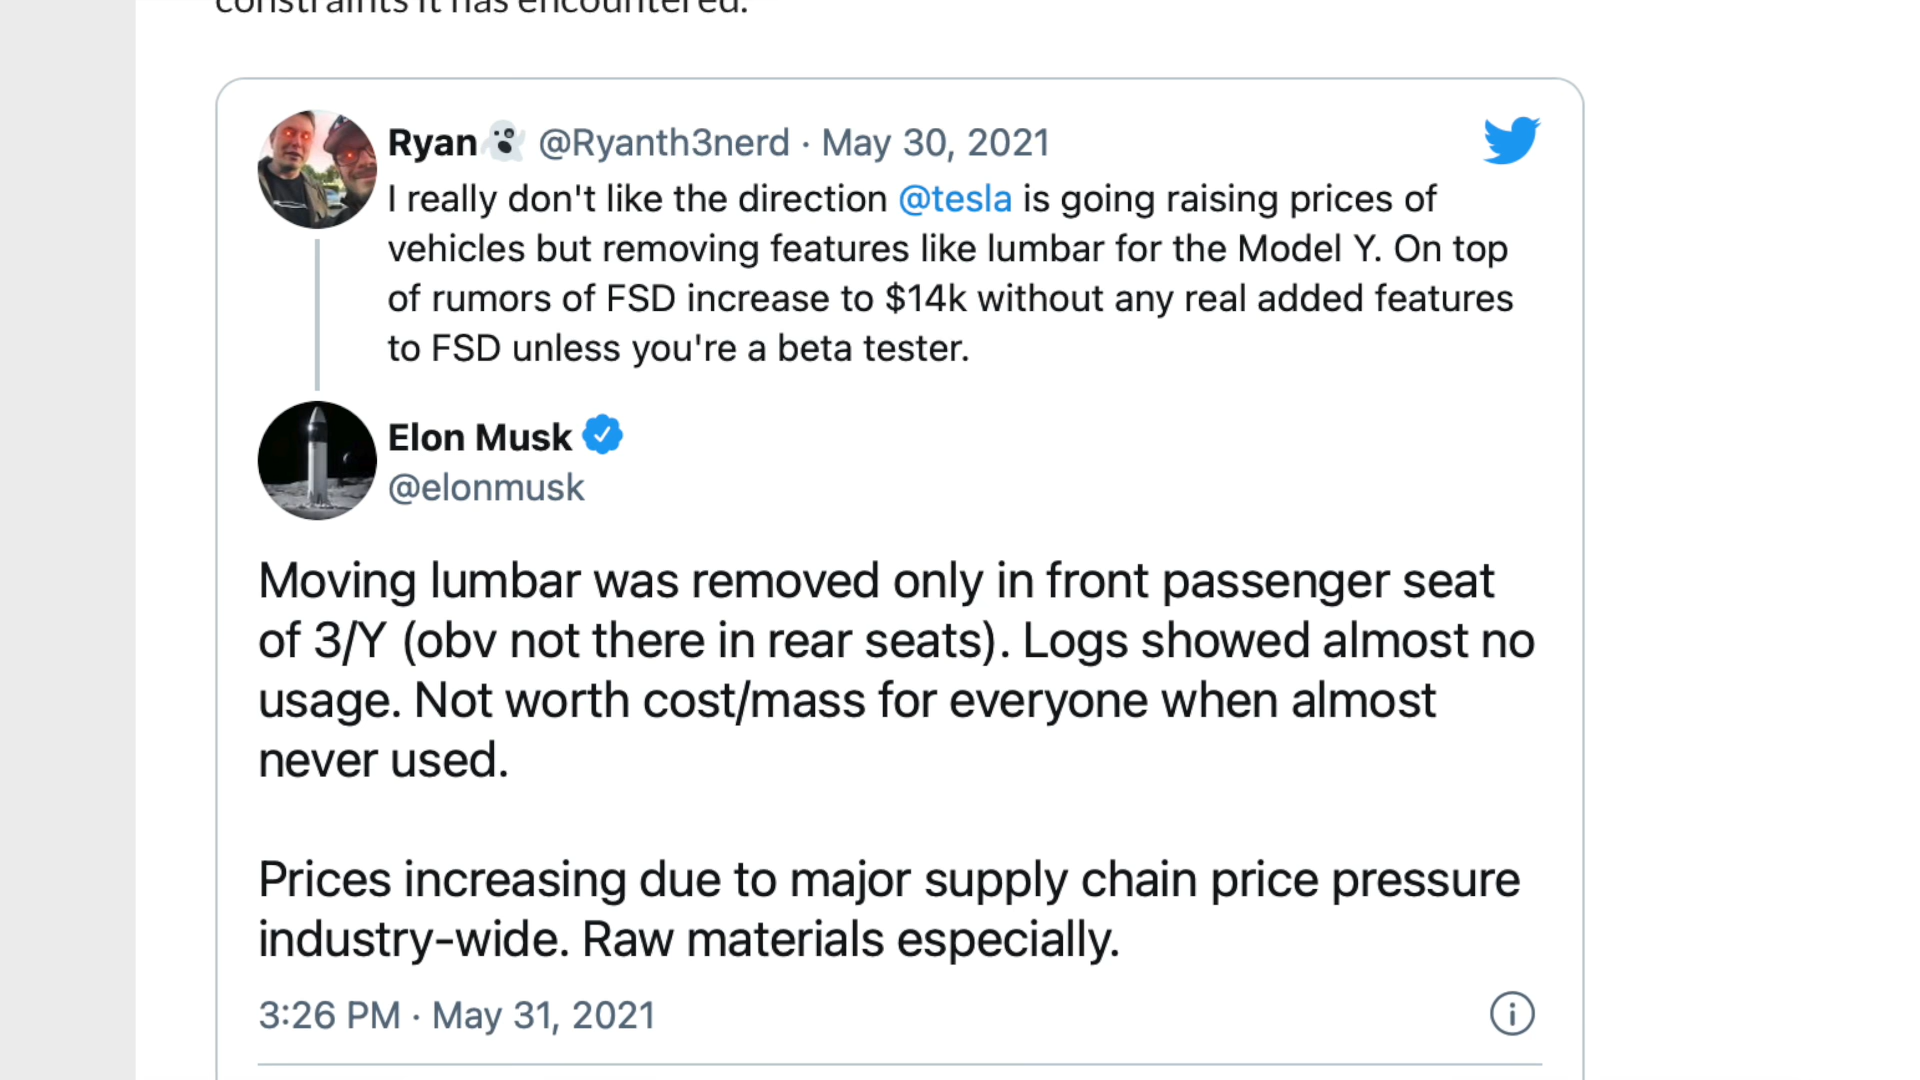 constraints it has encountered.
Ryan👻 @Ryanth3nerd · May 30, 2021
I really don't like the direction @tesla is going raising prices of
vehicles but removing features like lumbar for the Model Y. On top
of rumors of FSD increase to $14k without any real added features
to FSD unless you're a beta tester.
Elon Musk
@elonmusk
Moving lumbar was removed only in front passenger seat
of 3/Y (obv not there in rear seats). Logs showed almost no
usage. Not worth cost/mass for everyone when almost
never used.
Prices increasing due to major supply chain price pressure
industry-wide. Raw materials especially.
3:26 PM · May 31, 2021